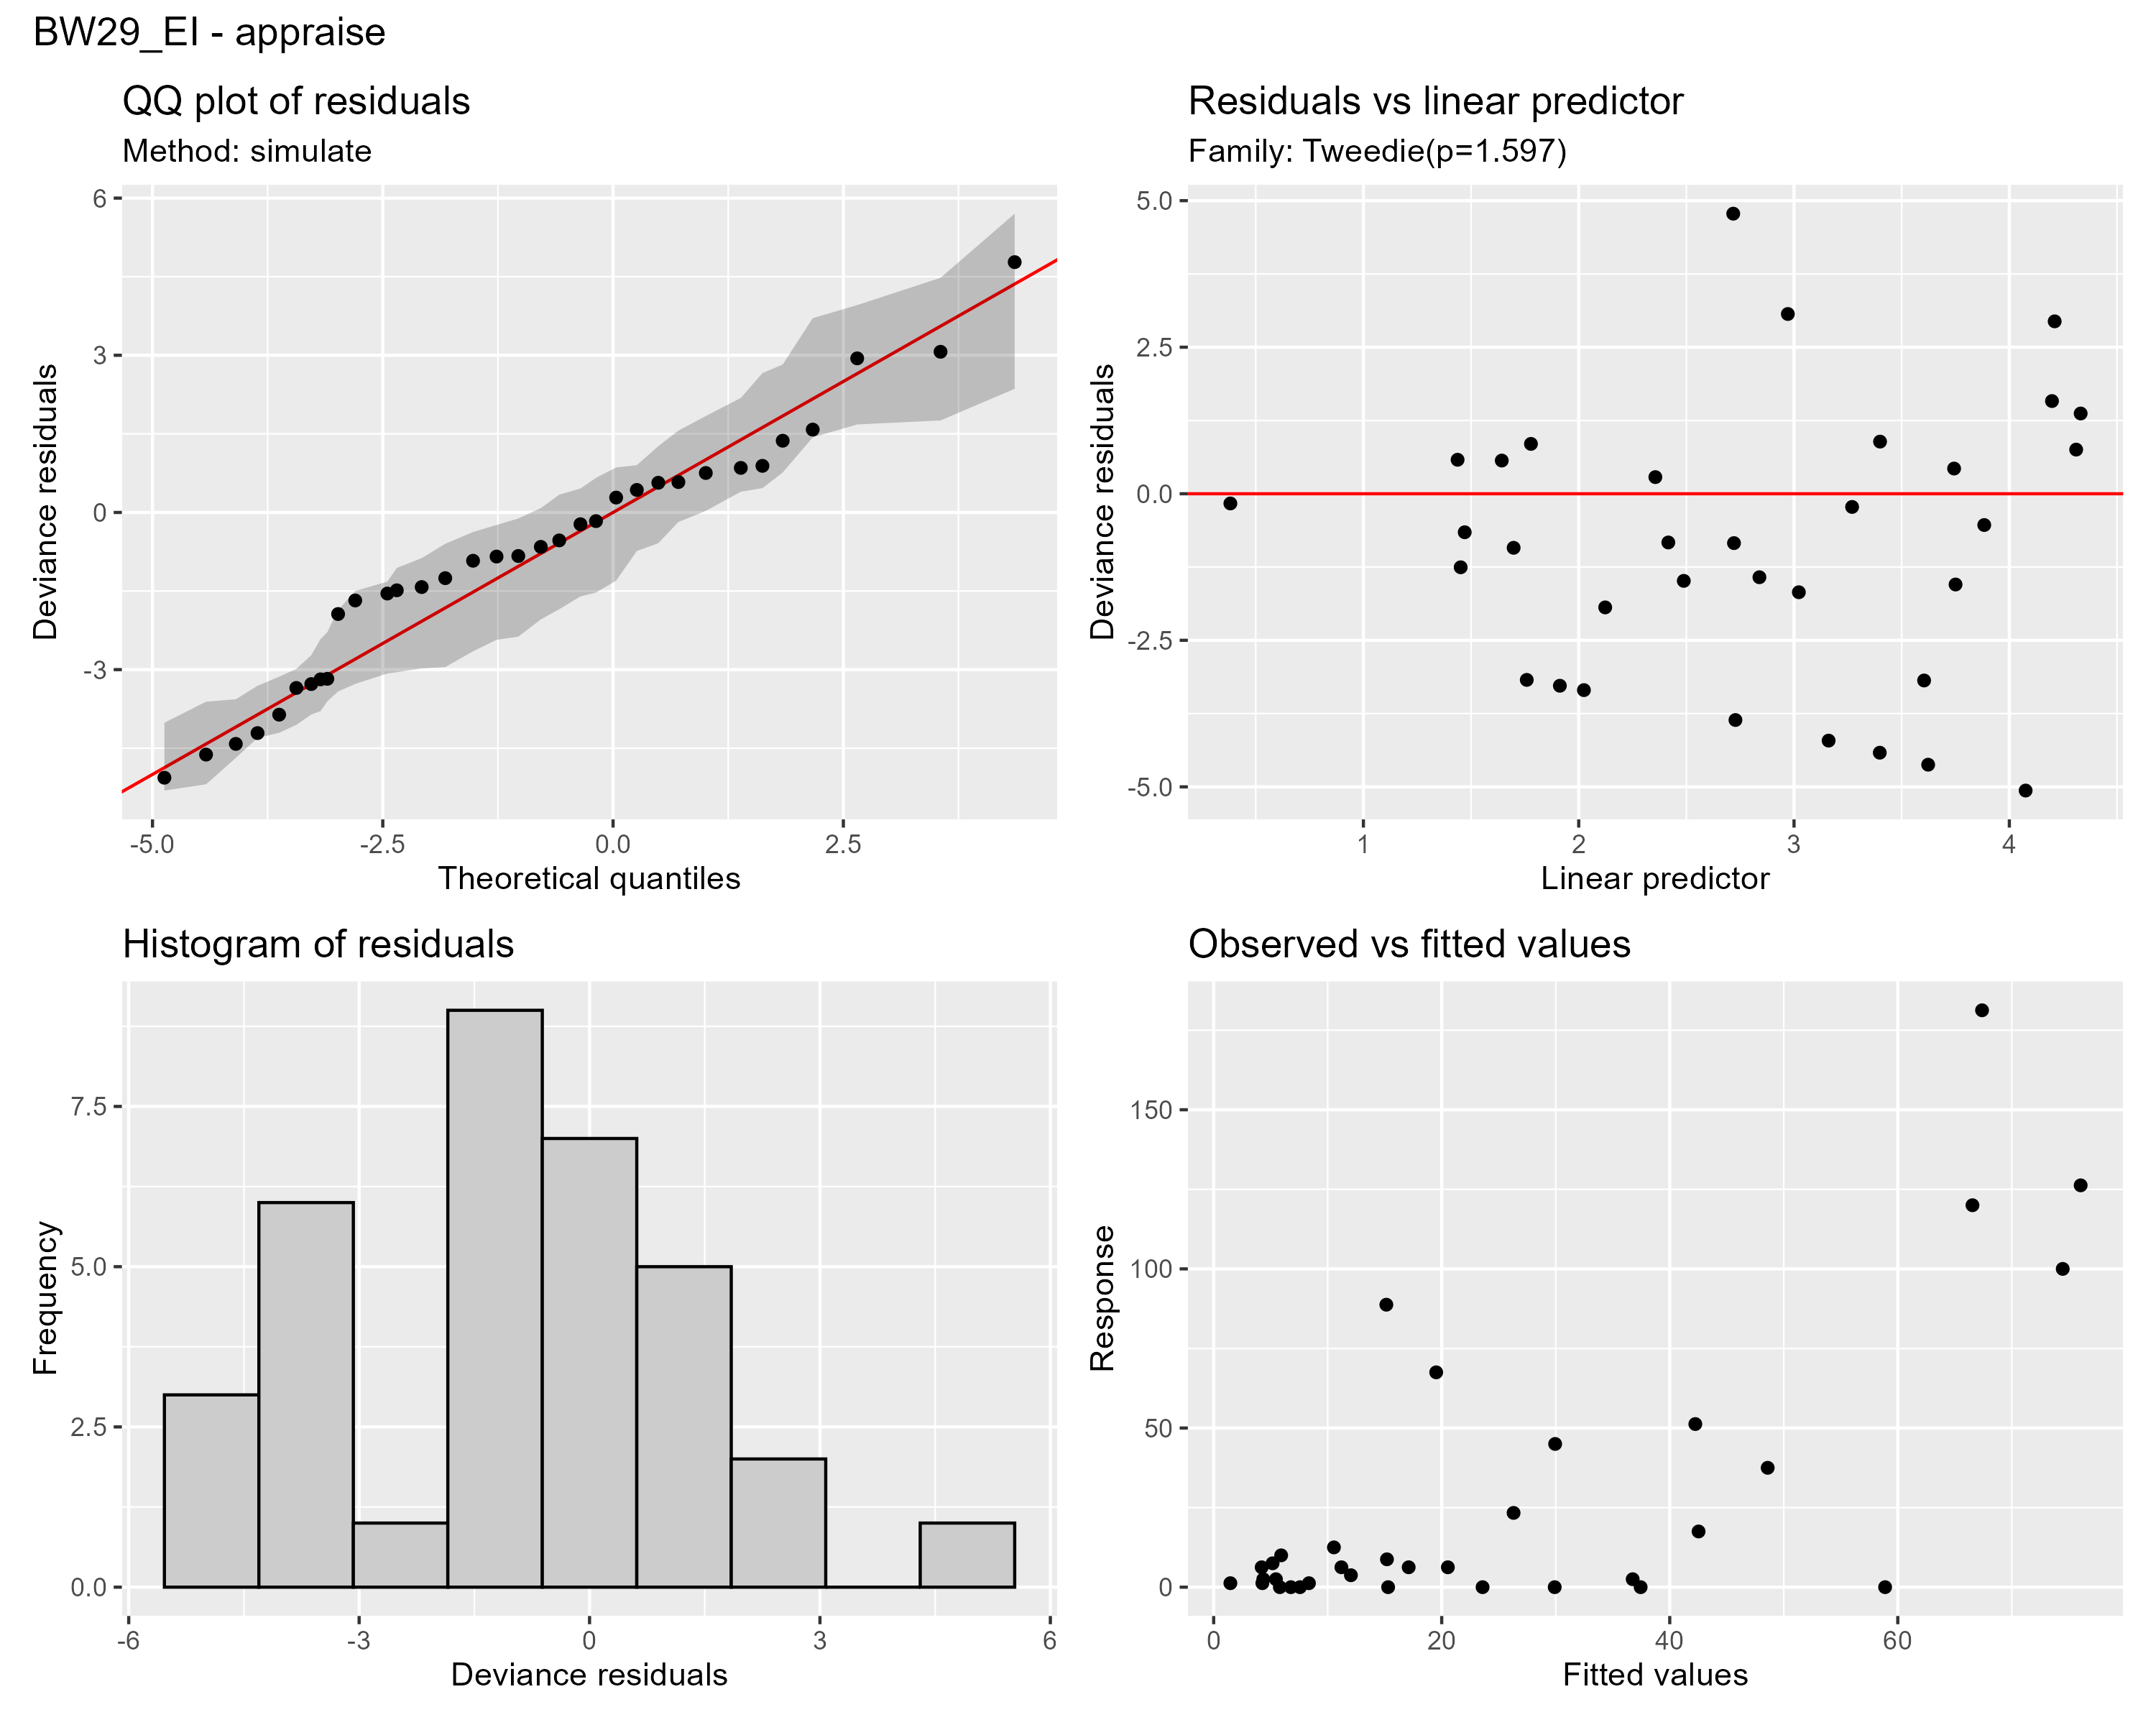 BW29_EI - appraise
QQ plot of residuals
Method: simulate
6
3
0
-3
Deviance residuals
-5.0
-2.5
0.0
2.5
Theoretical quantiles
Residuals vs linear predictor
Family: Tweedie(p=1.597)
5.0
2.5
0.0
-2.5
-5.0
Deviance residuals
1
2
3
4
Linear predictor
Histogram of residuals
7.5
5.0
2.5
0.0
Frequency
-6
-3
0
3
6
Deviance residuals
Observed vs fitted values
150
100
50
0
Response
0
20
40
60
Fitted values